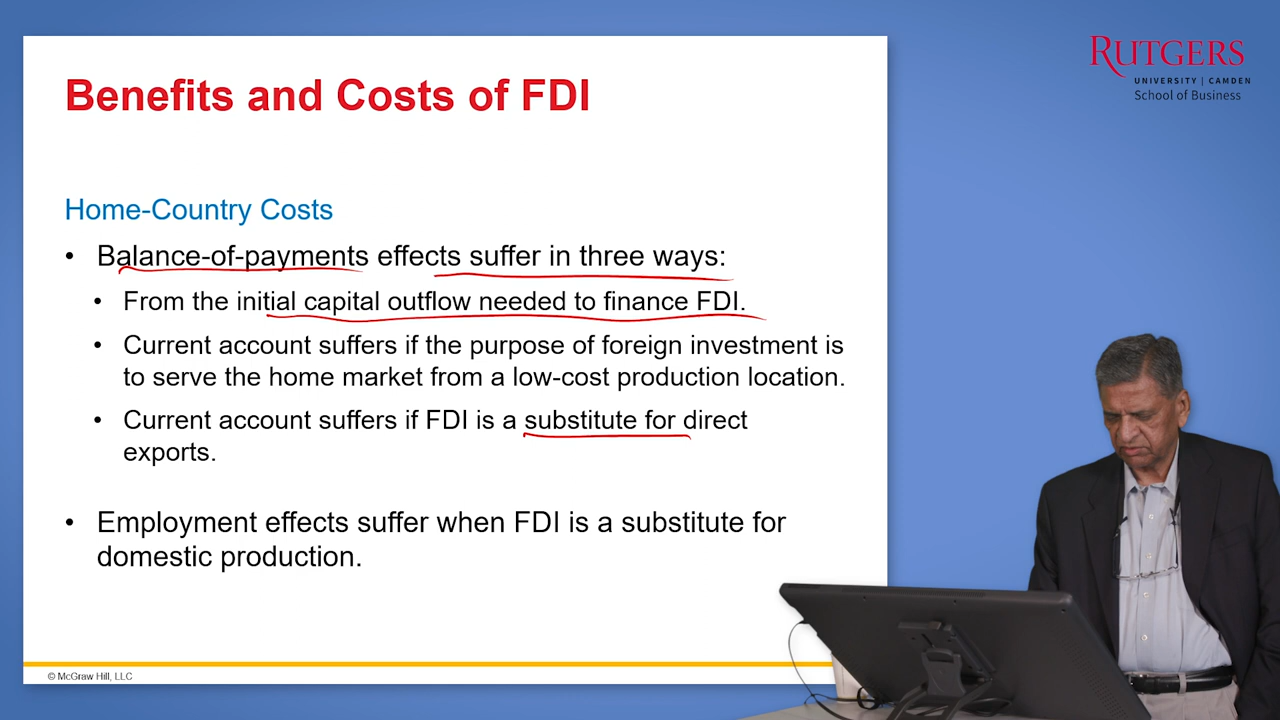 Benefits and Costs of FDI
RUTGERS
UNIVERSITY | CAMDEN
School of Business
Home-Country Costs
• Balance-of-payments effects suffer in three ways:
• From the initial capital outflow needed to finance FDI.
• Current account suffers if the purpose of foreign investment is
to serve the home market from a low-cost production location.
• Current account suffers if FDI is a substitute for direct
exports.
• Employment effects suffer when FDI is a substitute for
domestic production.
© McGraw Hill, LLC